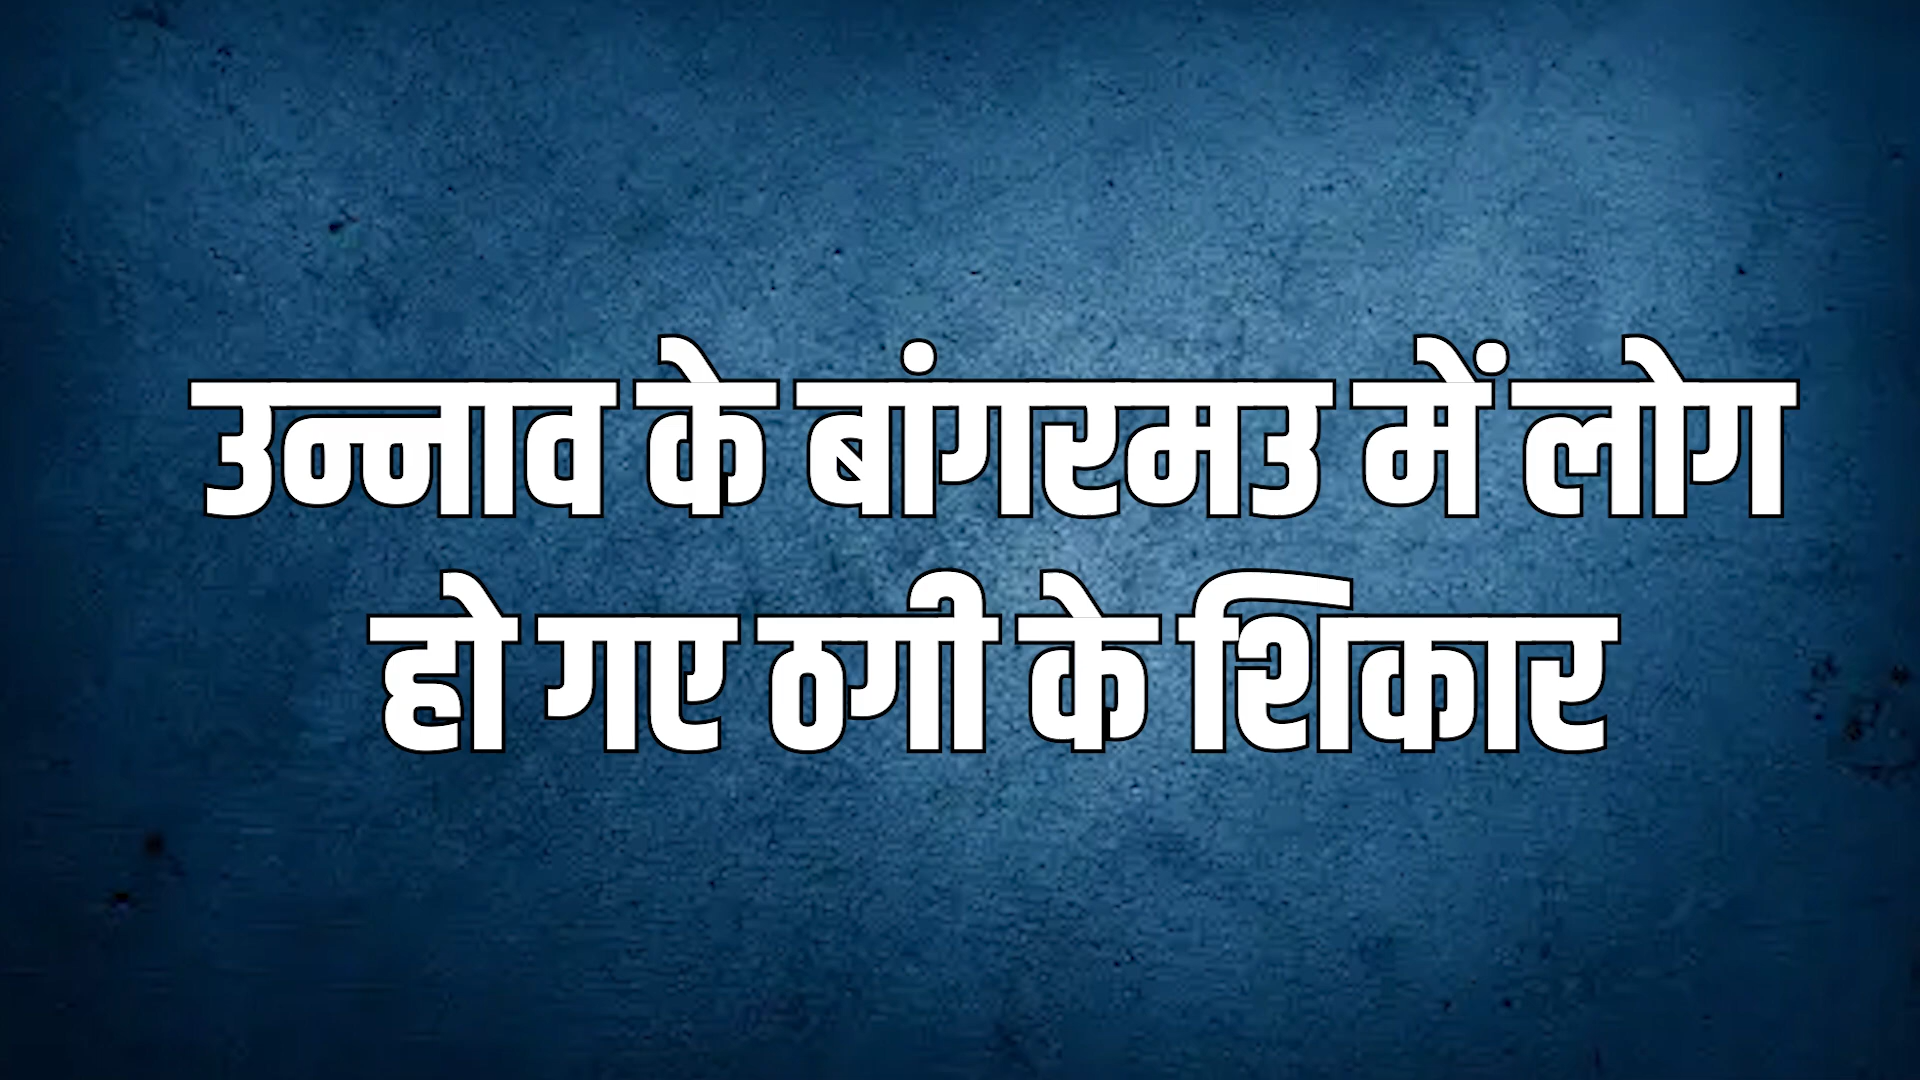 उन्नाव के बांगरमउ में लोग
हो गए ठगी के शिकार